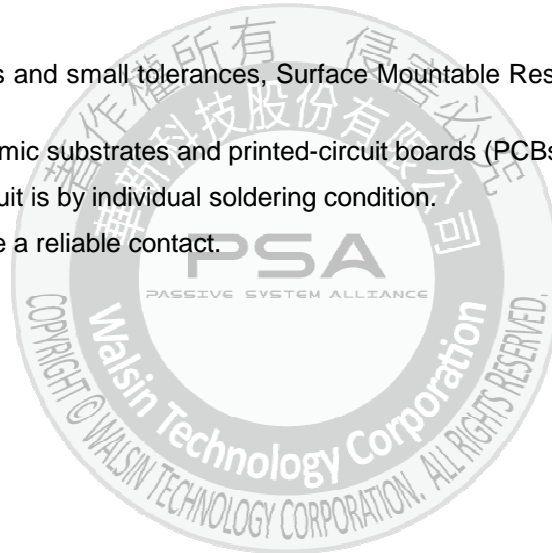 s and small tolerances, Surface Mountable Res
mic substrates and printed-circuit boards (PCBs
uit is by individual soldering condition.
e a reliable contact.
著作權所有 侵害必究
華新科技股份有限公司
PSA
PASSIVE SYSTEM ALLIANCE
Walsin Technology Corporation
COPYRIGHT © WALSIN TECHNOLOGY CORPORATION. ALL RIGHTS RESERVED.